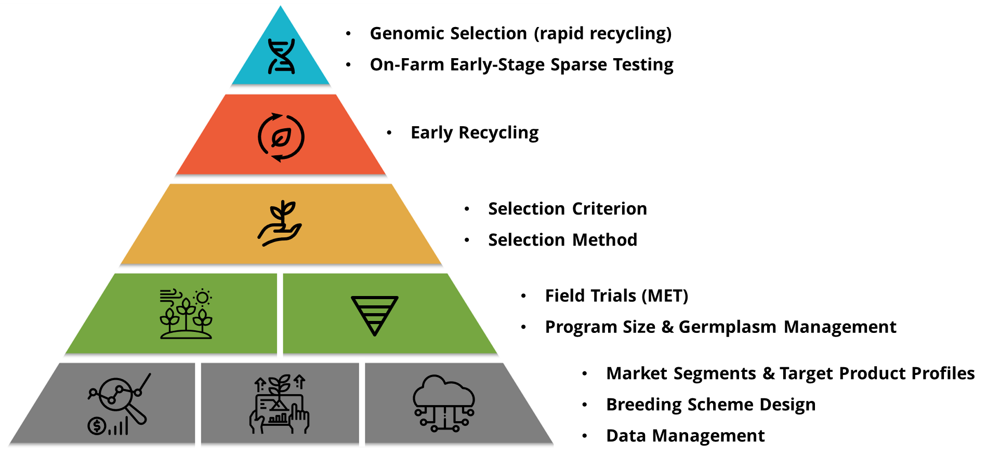 • Genomic Selection (rapid recycling)
• On-Farm Early-Stage Sparse Testing
• Early Recycling
• Selection Criterion
• Selection Method
• Field Trials (MET)
• Program Size & Germplasm Management
• Market Segments & Target Product Profiles
• Breeding Scheme Design
• Data Management
$